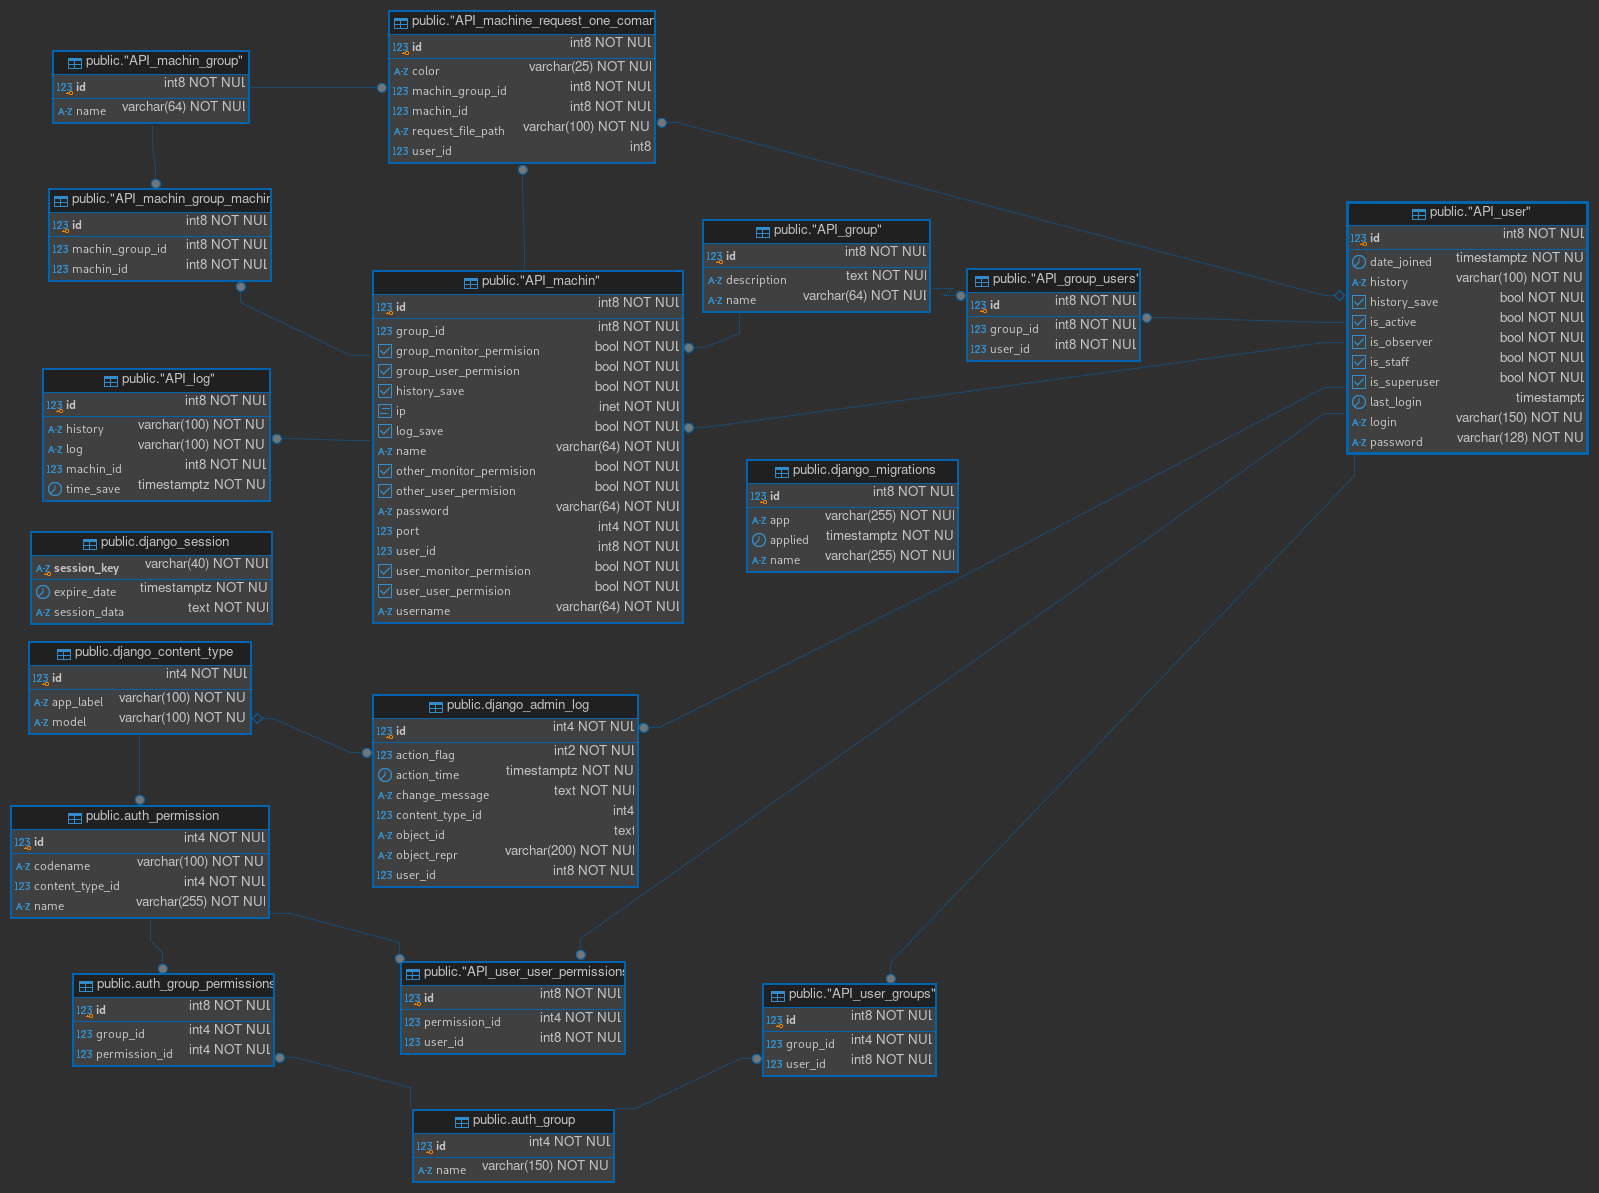 public."API_machin_group"
id int8 NOT NUL
name varchar(64) NOT NUL
public."API_machine_request_one_comar
id int8 NOT NUL
color varchar(25) NOT NUI
machin_group_id int8 NOT NUL
machin_id int8 NOT NUL
request_file_path varchar(100) NOT NU
user_id int8
public."API_machin_group_machin
id int8 NOT NUL
machin_group_id int8 NOT NUL
machin_id int8 NOT NUL
public."API_group"
id int8 NOT NUL
description text NOT NUI
name varchar(64) NOT NUL
public."API_group_users"
id int8 NOT NUL
group_id int8 NOT NUL
user_id int8 NOT NUL
public."API_user"
id int8 NOT NUL
date_joined timestamptz NOT NU
history varchar(100) NOT NU
history_save bool NOT NUL
is_active bool NOT NUL
is_observer bool NOT NUL
is_staff bool NOT NUL
is_superuser bool NOT NUL
last_login timestamptz
login varchar(150) NOT NU
password varchar(128) NOT NU
public."API_machin"
id int8 NOT NUL
group_id int8 NOT NUL
group_monitor_permision bool NOT NUL
group_user_permision bool NOT NUL
history_save bool NOT NUL
ip inet NOT NUL
log_save bool NOT NUL
name varchar(64) NOT NUL
other_monitor_permision bool NOT NUL
other_user_permision bool NOT NUL
password varchar(64) NOT NUL
port int4 NOT NUL
user_id int8 NOT NUL
user_monitor_permision bool NOT NUL
user_user_permision bool NOT NUL
username varchar(64) NOT NUL
public."API_log"
id int8 NOT NUL
history varchar(100) NOT NU
log varchar(100) NOT NU
machin_id int8 NOT NUL
time_save timestamptz NOT NU
public.django_migrations
id int8 NOT NUL
app varchar(255) NOT NUI
applied timestamptz NOT NU
name varchar(255) NOT NUI
public.django_session
session_key varchar(40) NOT NUL
expire_date timestamptz NOT NU
session_data text NOT NUI
public.django_content_type
id int4 NOT NUL
app_label varchar(100) NOT NU
model varchar(100) NOT NU
public.django_admin_log
id int4 NOT NUL
action_flag int2 NOT NUL
action_time timestamptz NOT NU
change_message text NOT NUI
content_type_id int4
object_id text
object_repr varchar(200) NOT NUI
user_id int8 NOT NUL
public.auth_permission
id int4 NOT NUL
codename varchar(100) NOT NU
content_type_id int4 NOT NUL
name varchar(255) NOT NUI
public.auth_group_permissions
id int8 NOT NUL
group_id int4 NOT NUL
permission_id int4 NOT NUL
public."API_user_user_permissions
id int8 NOT NUL
permission_id int4 NOT NUL
user_id int8 NOT NUL
public."API_user_groups"
id int8 NOT NUL
group_id int4 NOT NUL
user_id int8 NOT NUL
public.auth_group
id int4 NOT NUL
name varchar(150) NOT NU